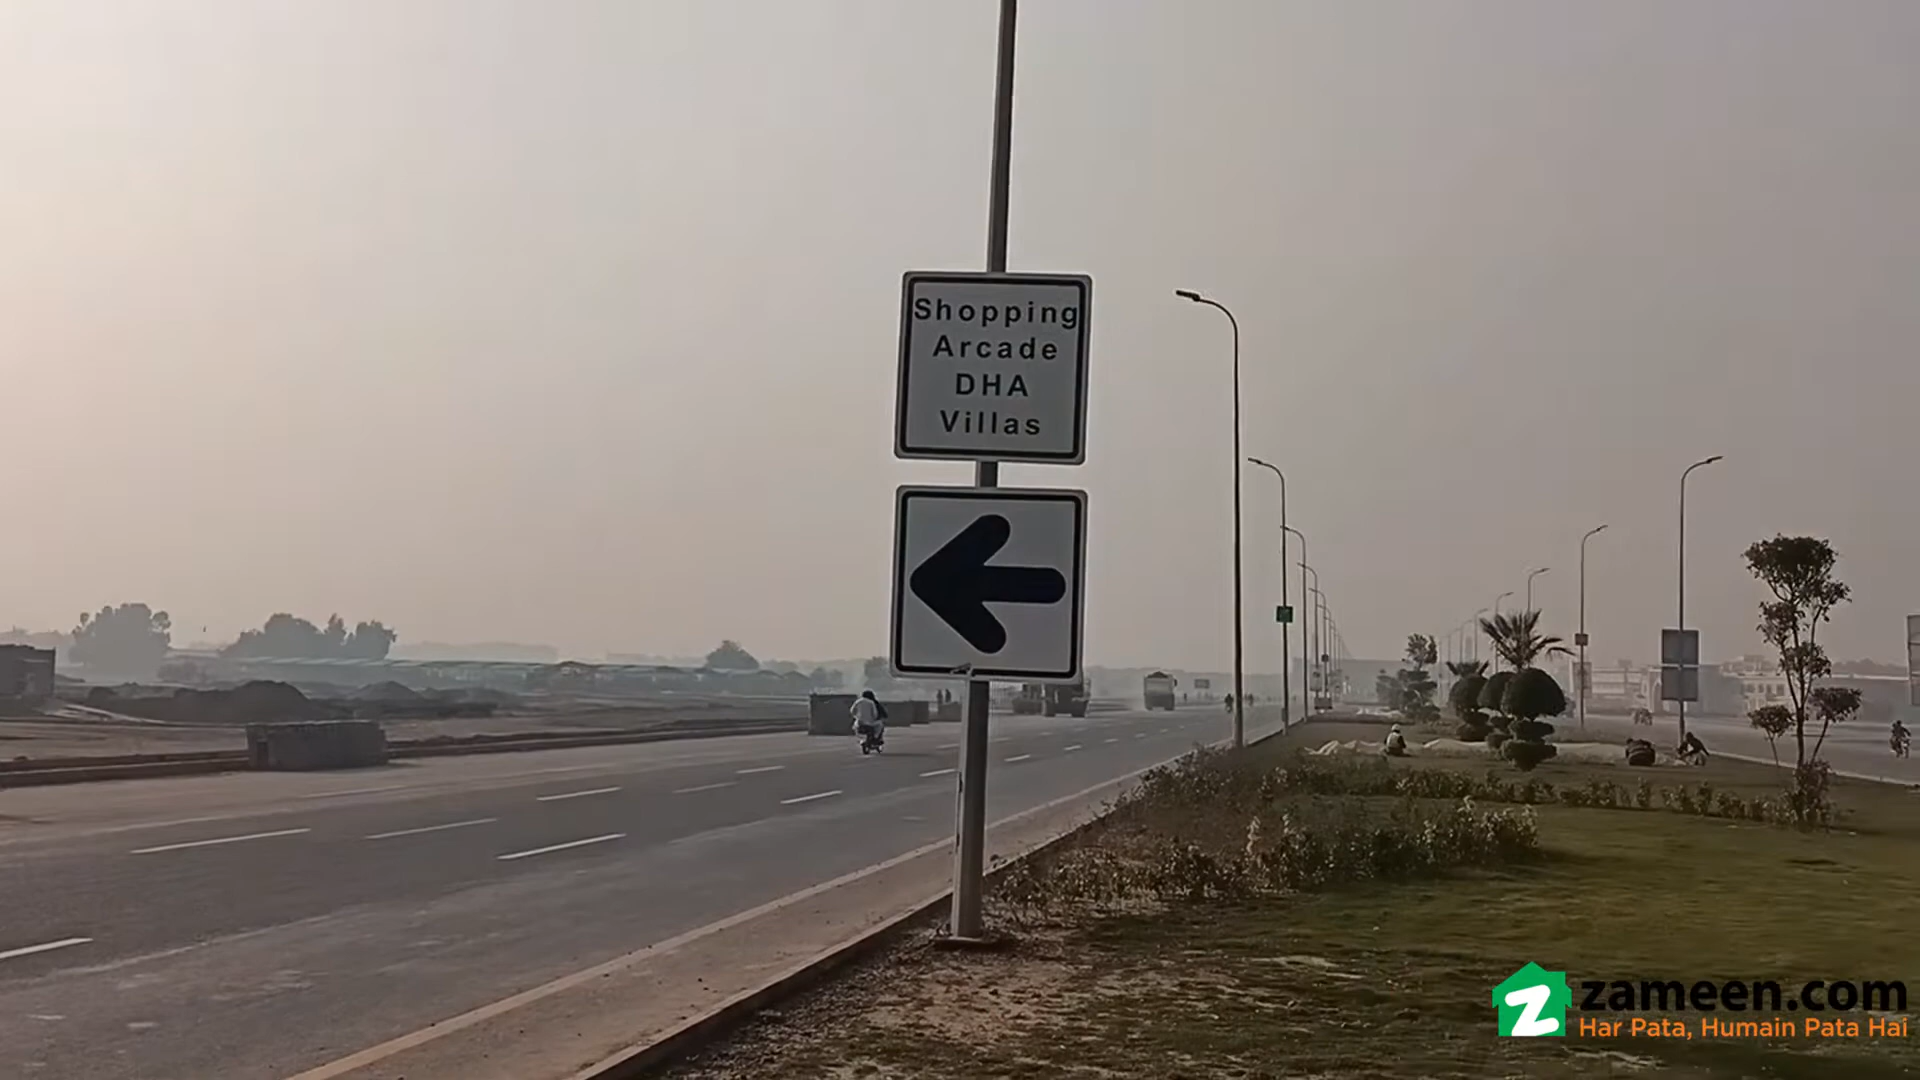 Shopping
Arcade
DHA
Villas
zameen.com
Har Pata, Humain Pata Hai